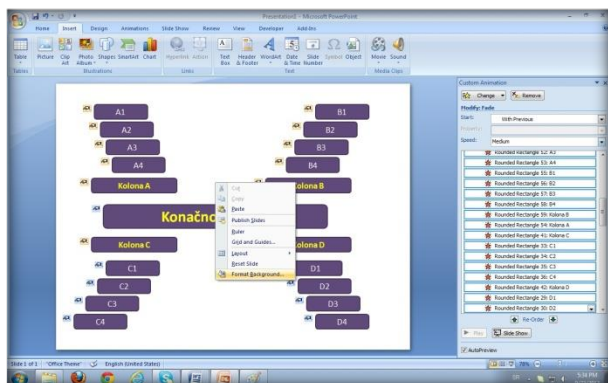 Presentation1 - Microsoft PowerPoint
Home Insert Design Animations Slide Show Review View Developer Add-Ins
Table Picture Clip Art Photo Album Shapes SmartArt Chart Hyperlink Action Text Box Header & Footer WordArt Date & Time Slide Number Symbol Object Movie Sound
Tables Illustrations Links Text Media Clips
A1
A2
A3
A4
Kolona A
B1
B2
B3
B4
Kolona B
Konačno
Kolona C
C1
C2
C3
C4
Kolona D
D1
D2
D3
D4
Cut
Copy
Paste
Publish Slides
Ruler
Grid and Guides...
Layout
Reset Slide
Format Background...
Custom Animation
Change Remove
Modify: Fade
Start: With Previous
Property:
Speed: Medium
Rounded Rectangle 52: A3
Rounded Rectangle 53: A4
Rounded Rectangle 55: B1
Rounded Rectangle 56: B2
Rounded Rectangle 57: B3
Rounded Rectangle 58: B4
Rounded Rectangle 59: Kolona B
Rounded Rectangle 54: Kolona A
Rounded Rectangle 41: Kolona C
Rounded Rectangle 33: C1
Rounded Rectangle 34: C2
Rounded Rectangle 35: C3
Rounded Rectangle 36: C4
Rounded Rectangle 42: Kolona D
Rounded Rectangle 29: D1
Rounded Rectangle 30: D2
Re-Order
Play Slide Show
AutoPreview
Slide 1 of 1 "Office Theme" English (United States) 78%
5:34 PM